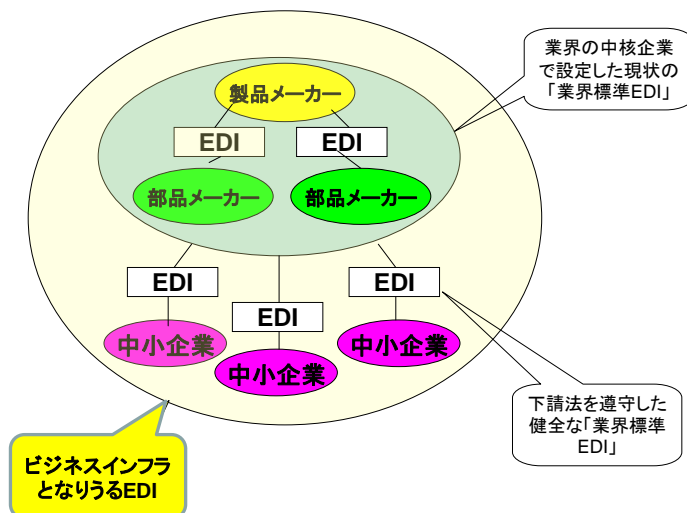 業界の中核企業
で設定した現状の
「業界標準EDI」
製品メーカー
EDI
EDI
部品メーカー
部品メーカー
EDI
EDI
EDI
中小企業
中小企業
中小企業
下請法を遵守した
健全な「業界標準
EDI」
ビジネスインフラ
となりうるEDI